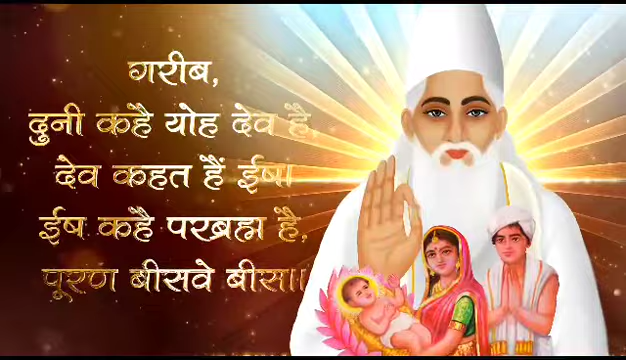 गरीब,
दुनी कहै योह देव है,
देव कहत हैं ईष।
ईष कहै परब्रह्म है,
पूरण बीसवे बीस॥